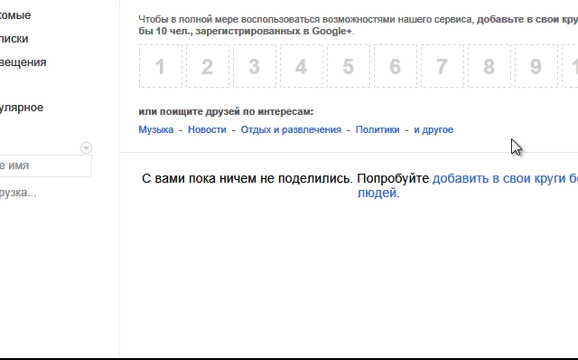 комые
писки
вещения
улярное
е имя
рузка...
Чтобы в полной мере воспользоваться возможностями нашего сервиса, добавьте в свои кру
бы 10 чел., зарегистрированных в Google+.
1 2 3 4 5 6 7 8 9 1
или поищите друзей по интересам:
Музыка - Новости - Отдых и развлечения - Политики - и другое
С вами пока ничем не поделились. Попробуйте добавить в свои круги бо
людей.